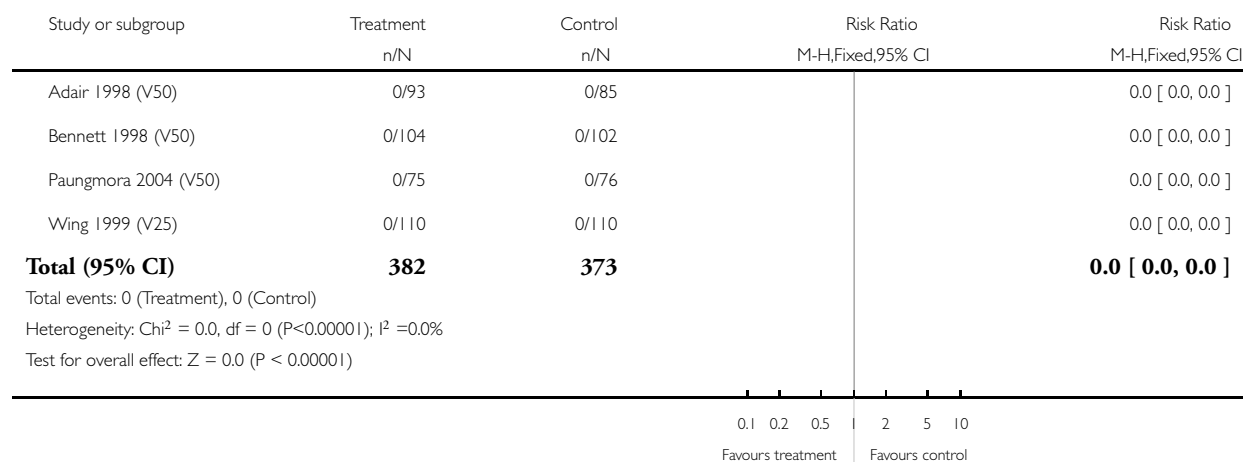 Study or subgroup Treatment Control Risk Ratio Risk Ratio
n/N n/N M-H,Fixed,95% CI M-H,Fixed,95% CI
Adair 1998 (V50) 0/93 0/85 0.0 [ 0.0, 0.0 ]
Bennett 1998 (V50) 0/104 0/102 0.0 [ 0.0, 0.0 ]
Paungmora 2004 (V50) 0/75 0/76 0.0 [ 0.0, 0.0 ]
Wing 1999 (V25) 0/110 0/110 0.0 [ 0.0, 0.0 ]
Total (95% CI) 382 373 0.0 [ 0.0, 0.0 ]
Total events: 0 (Treatment), 0 (Control)
Heterogeneity: Chi² = 0.0, df = 0 (P<0.00001); I² =0.0%
Test for overall effect: Z = 0.0 (P < 0.00001)
0.1 0.2 0.5 1 2 5 10
Favours treatment Favours control